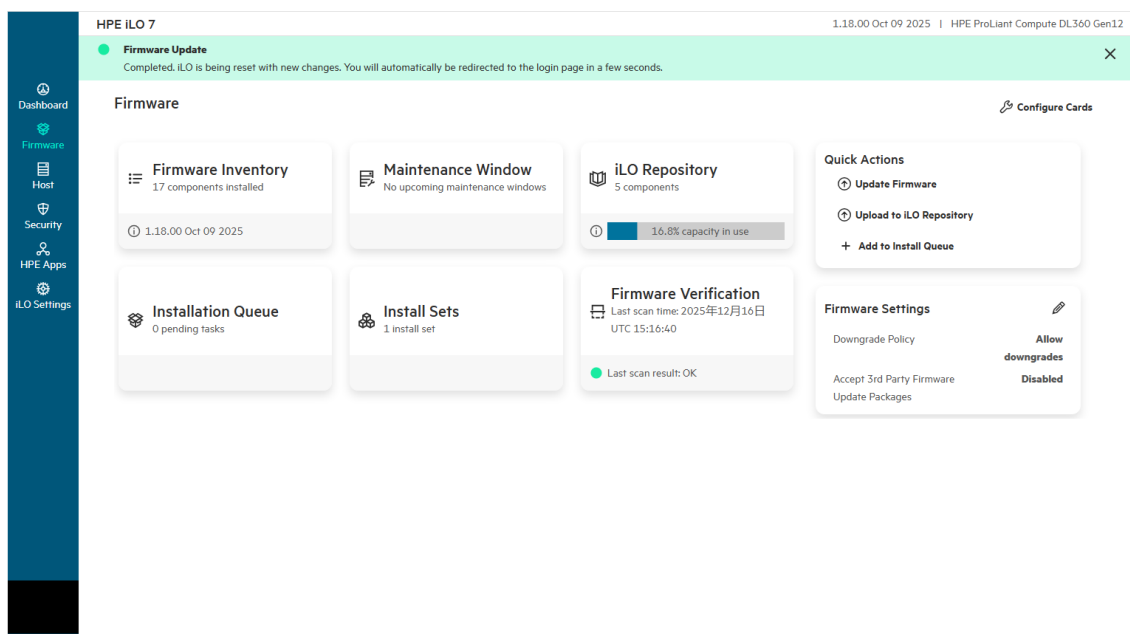 HPE iLO 7
1.18.00 Oct 09 2025 | HPE ProLiant Compute DL360 Gen12
Firmware Update
Completed. iLO is being reset with new changes. You will automatically be redirected to the login page in a few seconds.
Dashboard
Firmware
Host
Security
HPE Apps
iLO Settings
Firmware
Configure Cards
Firmware Inventory
17 components installed
1.18.00 Oct 09 2025
Maintenance Window
No upcoming maintenance windows
iLO Repository
5 components
16.8% capacity in use
Quick Actions
Update Firmware
Upload to iLO Repository
Add to Install Queue
Installation Queue
0 pending tasks
Install Sets
1 install set
Firmware Verification
Last scan time: 2025年12月16日
UTC 15:16:40
Last scan result: OK
Firmware Settings
Downgrade Policy
Allow
downgrades
Accept 3rd Party Firmware
Update Packages
Disabled